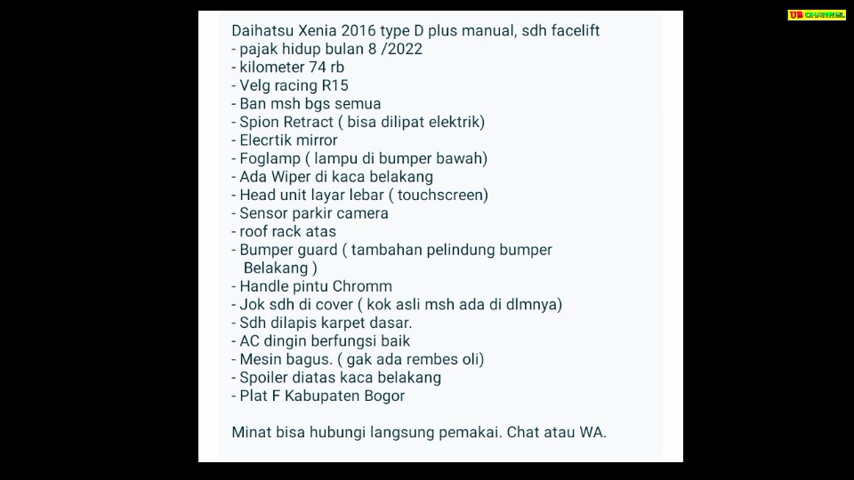 UB CHANNEL
Daihatsu Xenia 2016 type D plus manual, sdh facelift
- pajak hidup bulan 8 /2022
- kilometer 74 rb
- Velg racing R15
- Ban msh bgs semua
- Spion Retract ( bisa dilipat elektrik)
- Elecrtik mirror
- Foglamp ( lampu di bumper bawah)
- Ada Wiper di kaca belakang
- Head unit layar lebar ( touchscreen)
- Sensor parkir camera
- roof rack atas
- Bumper guard ( tambahan pelindung bumper
Belakang )
- Handle pintu Chromm
- Jok sdh di cover ( kok asli msh ada di dlmnya)
- Sdh dilapis karpet dasar.
- AC dingin berfungsi baik
- Mesin bagus. ( gak ada rembes oli)
- Spoiler diatas kaca belakang
- Plat F Kabupaten Bogor
Minat bisa hubungi langsung pemakai. Chat atau WA.